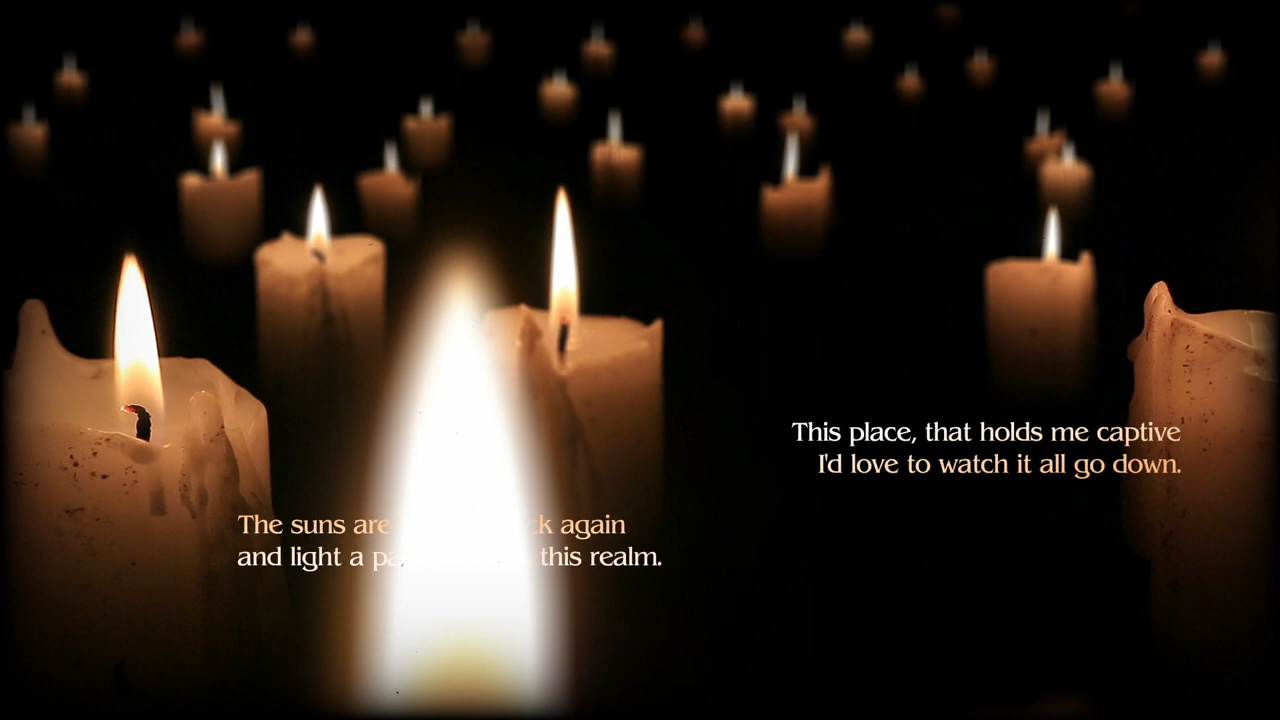 The suns are again
and light a this realm.
This place, that holds me captive
I'd love to watch it all go down.